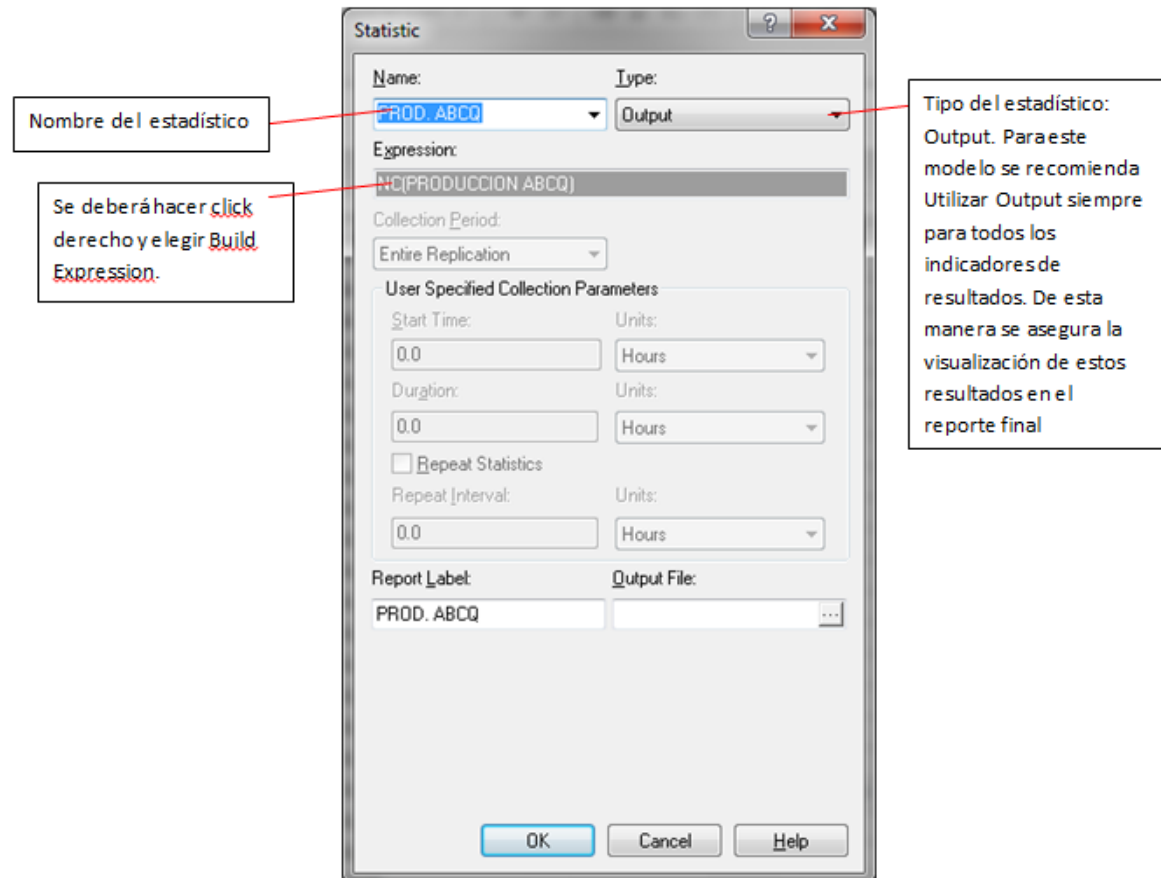 Statistic
Name:
Type:
PROD. ABCQ
Output
Expression:
NC(PRODUCCION ABCQ)
Collection Period:
Entire Replication
User Specified Collection Parameters
Start Time:
Units:
0.0
Hours
Duration:
Units:
0.0
Hours
Repeat Statistics
Repeat Interval:
Units:
0.0
Hours
Report Label:
Output File:
PROD. ABCQ
...
OK
Cancel
Help
Nombre del estadístico
Se deberá hacer click
derecho y elegir Build
Expression.
Tipo del estadístico:
Output. Para este
modelo se recomienda
Utilizar Output siempre
para todos los
indicadores de
resultados. De esta
manera se asegura la
visualización de estos
resultados en el
reporte final